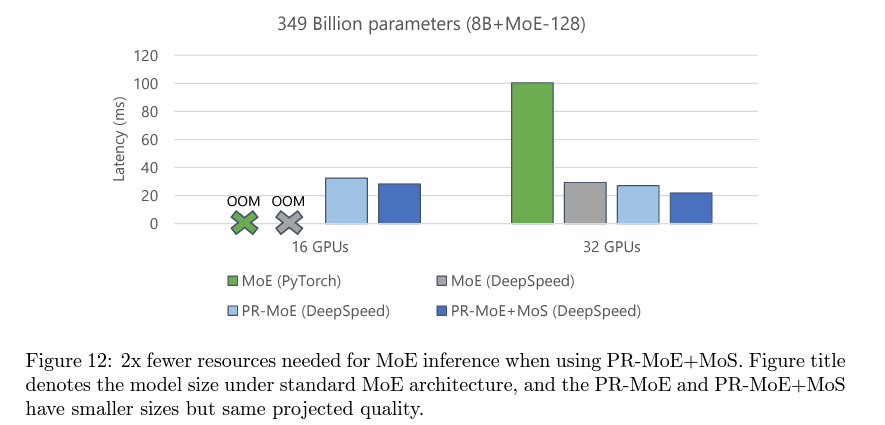 349 Billion parameters (8B+MoE-128)
Latency (ms)
120
100
80
60
40
20
0
OOM OOM
16 GPUs 32 GPUs
MoE (PyTorch) MoE (DeepSpeed)
PR-MoE (DeepSpeed) PR-MoE+MoS (DeepSpeed)
Figure 12: 2x fewer resources needed for MoE inference when using PR-MoE+MoS. Figure title
denotes the model size under standard MoE architecture, and the PR-MoE and PR-MoE+MoS
have smaller sizes but same projected quality.